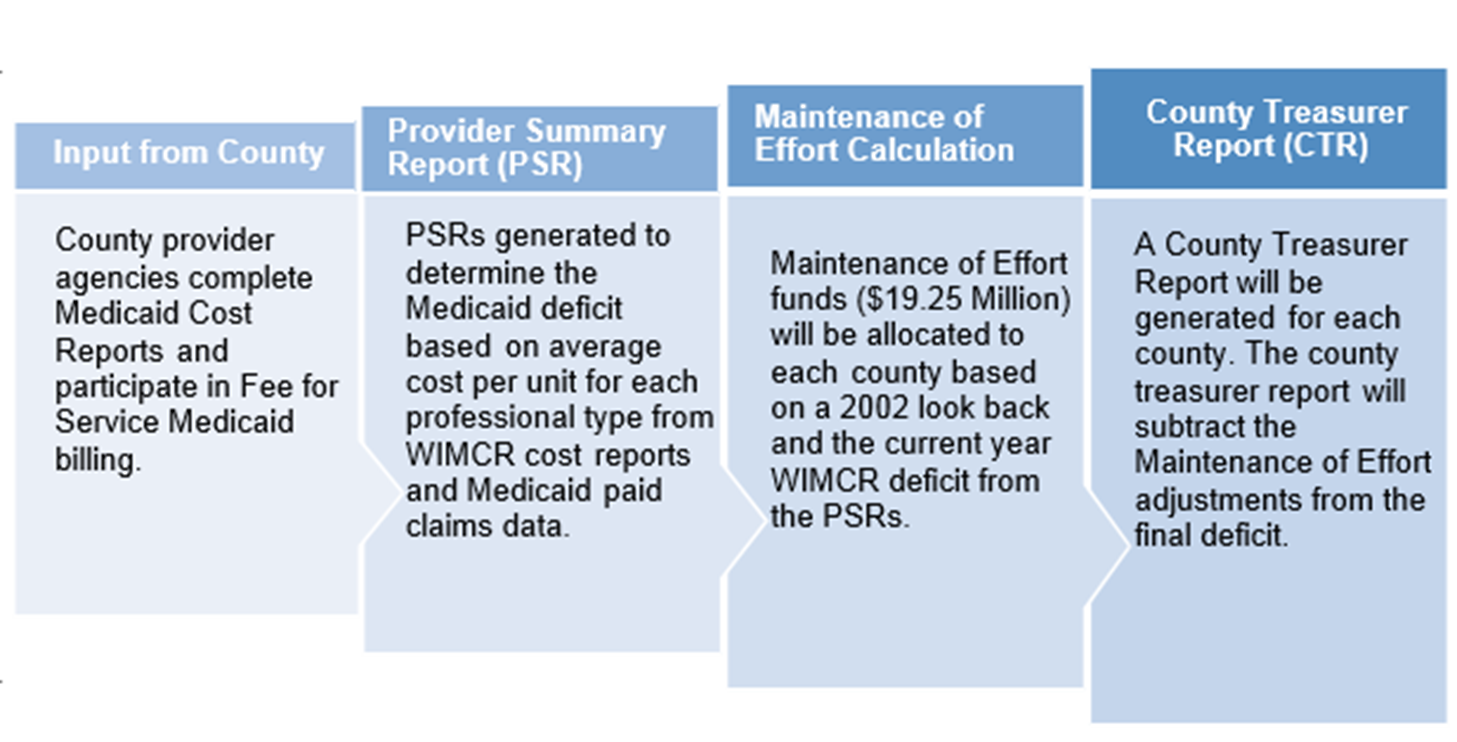 Input from County
County provider
agencies complete
Medicaid Cost
Reports and
participate in Fee for
Service Medicaid
billing.
Provider Summary
Report (PSR)
PSRs generated to
determine the
Medicaid deficit
based on average
cost per unit for each
professional type from
WIMCR cost reports
and Medicaid paid
claims data.
Maintenance of
Effort Calculation
Maintenance of Effort
funds ($19.25 Million)
will be allocated to
each county based
on a 2002 look back
and the current year
WIMCR deficit from
the PSRs.
County Treasurer
Report (CTR)
A County Treasurer
Report will be
generated for each
county. The county
treasurer report will
subtract the
Maintenance of Effort
adjustments from the
final deficit.